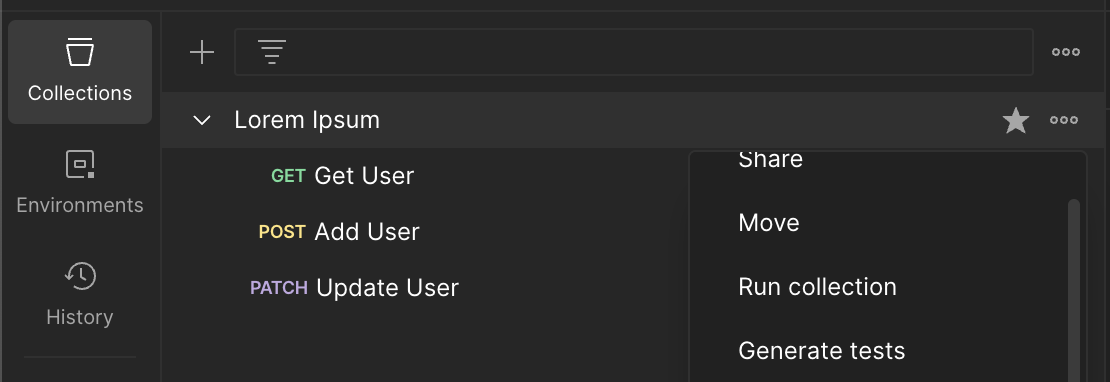 Collections
Environments
History
Lorem Ipsum
GET Get User
POST Add User
PATCH Update User
Share
Move
Run collection
Generate tests